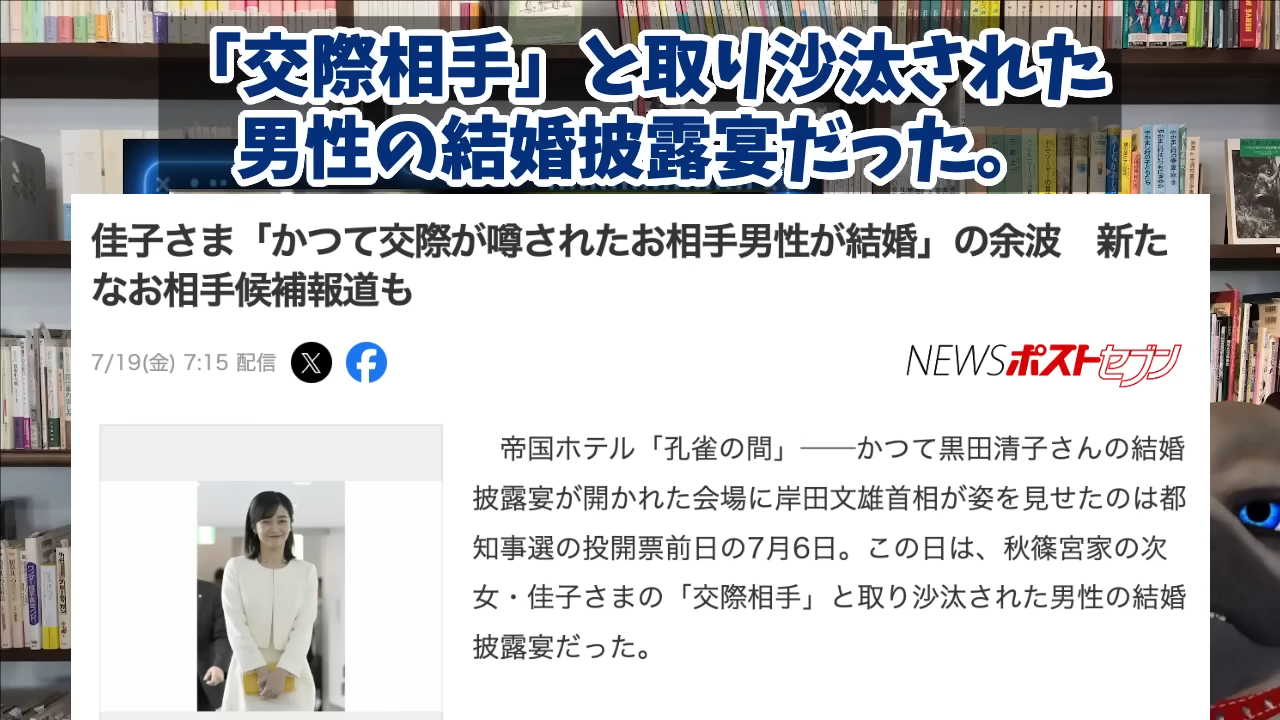 「交際相手」と取り沙汰された
男性の結婚披露宴だった。
佳子さま「かつて交際が噂されたお相手男性が結婚」の余波　新た
なお相手候補報道も
7/19(金) 7:15 配信
NEWSポストセブン
帝国ホテル「孔雀の間」──かつて黒田清子さんの結婚
披露宴が開かれた会場に岸田文雄首相が姿を見せたのは都
知事選の投開票前日の7月6日。この日は、秋篠宮家の次
女・佳子さまの「交際相手」と取り沙汰された男性の結婚
披露宴だった。